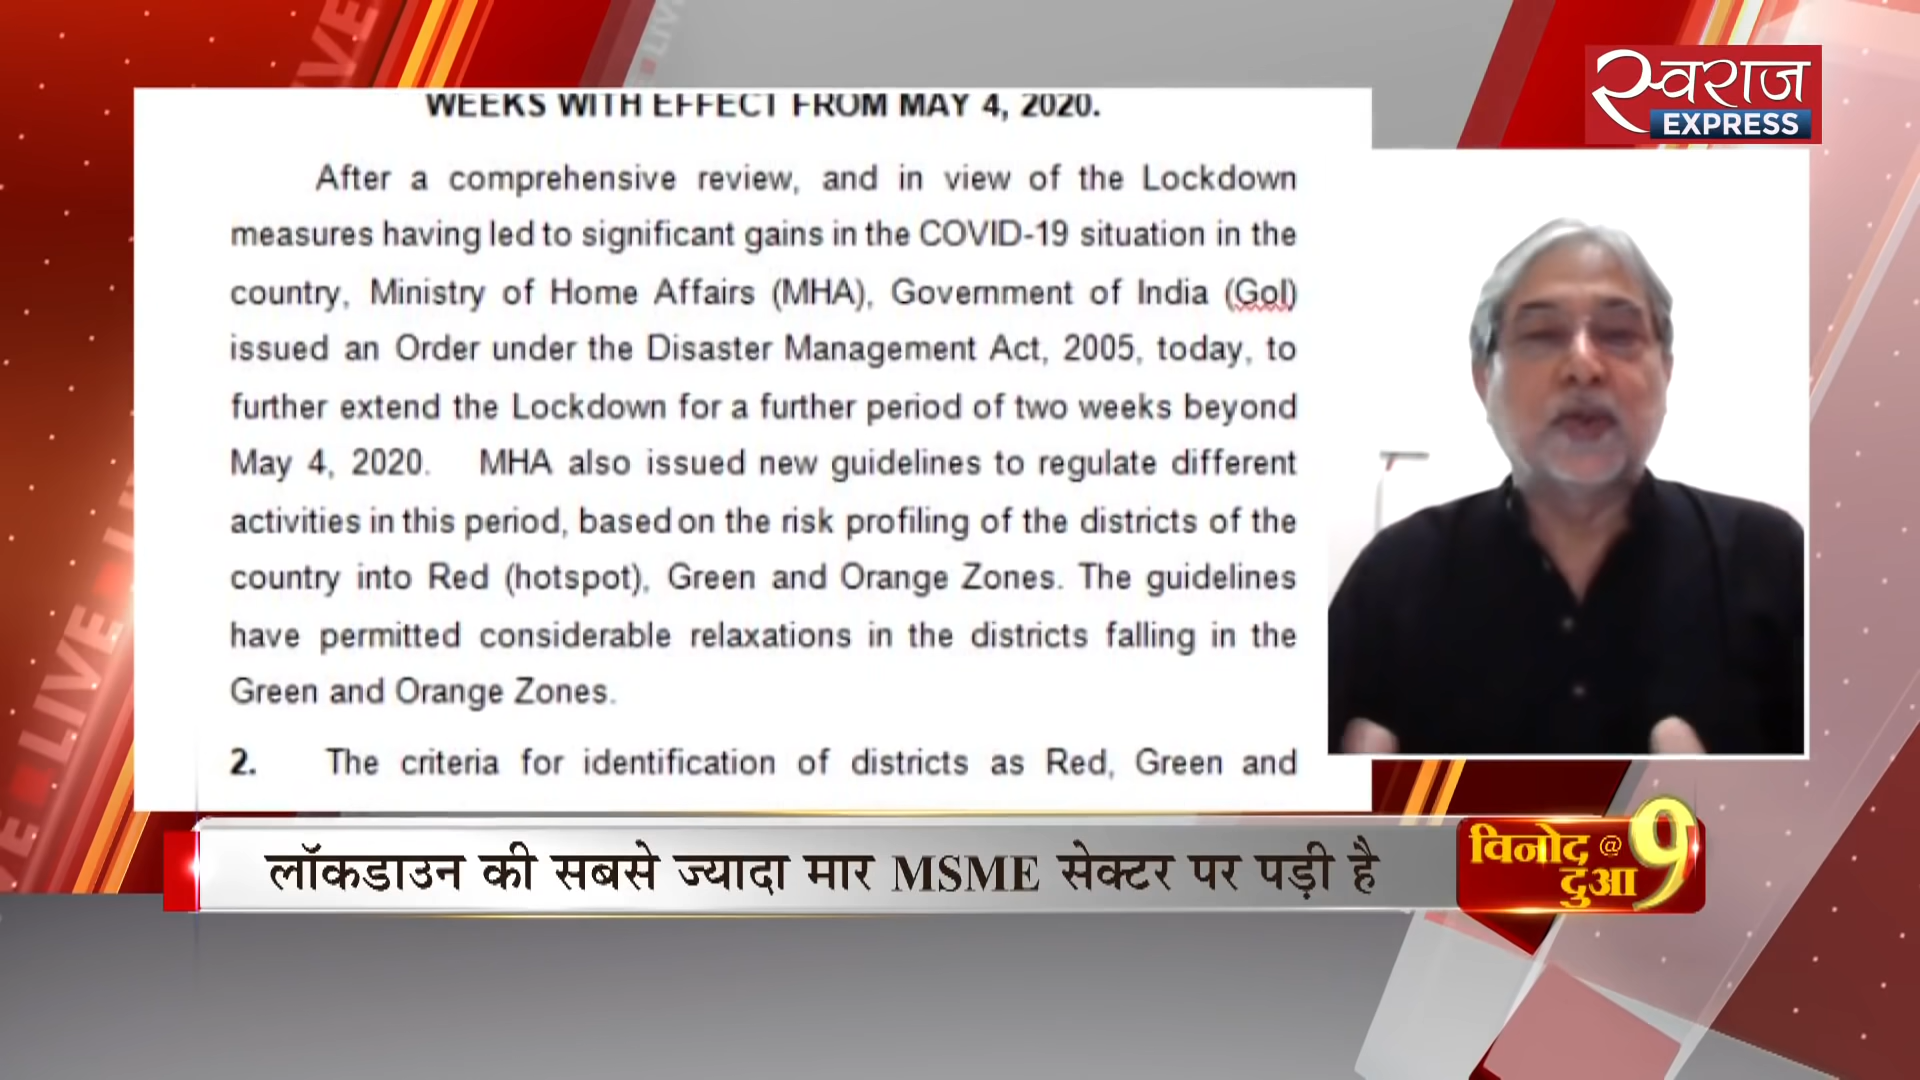 स्वराज
EXPRESS
WEEKS WITH EFFECT FROM MAY 4, 2020.
After a comprehensive review, and in view of the Lockdown
measures having led to significant gains in the COVID-19 situation in the
country, Ministry of Home Affairs (MHA), Government of India (GoI)
issued an Order under the Disaster Management Act, 2005, today, to
further extend the Lockdown for a further period of two weeks beyond
May 4, 2020. MHA also issued new guidelines to regulate different
activities in this period, based on the risk profiling of the districts of the
country into Red (hotspot), Green and Orange Zones. The guidelines
have permitted considerable relaxations in the districts falling in the
Green and Orange Zones.
2. The criteria for identification of districts as Red, Green and
लॉकडाउन की सबसे ज्यादा मार MSME सेक्टर पर पड़ी है
विनोद @ 9
दुआ
LIVE
LIVE
LIVE